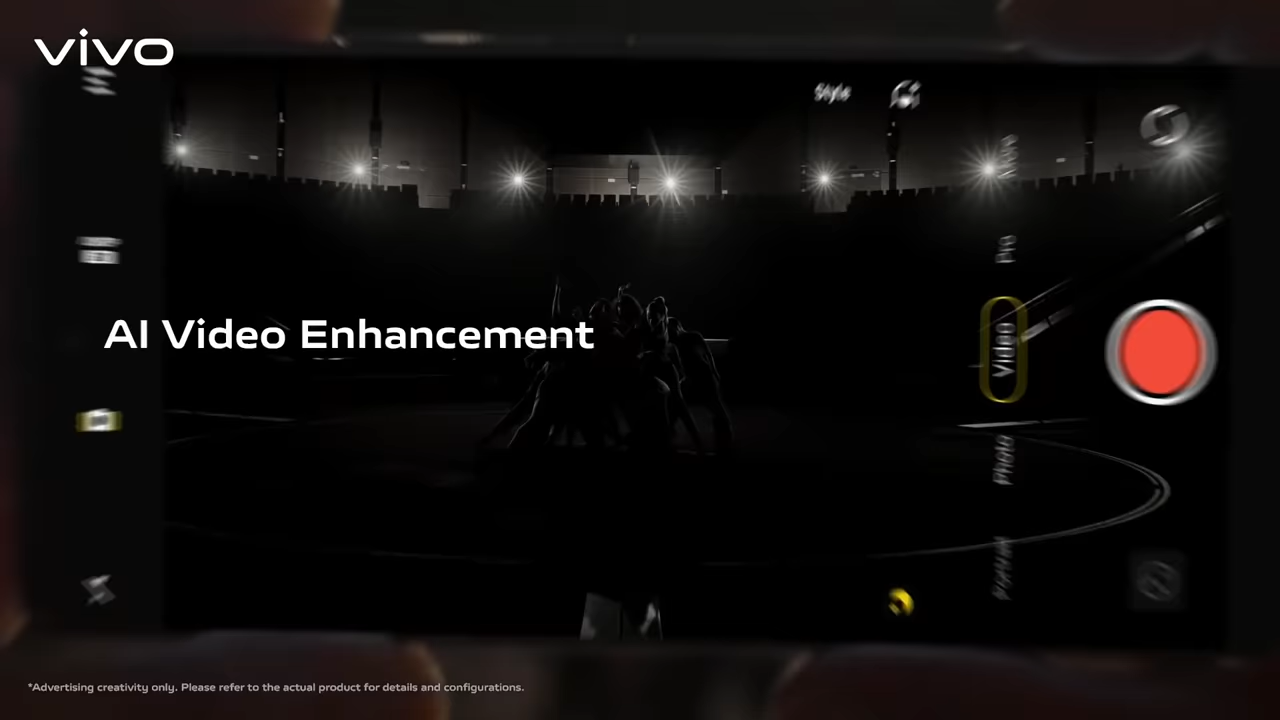 vivo
Style
Pro
AI Video Enhancement
Video
Photo
*Advertising creativity only. Please refer to the actual product for details and configurations.